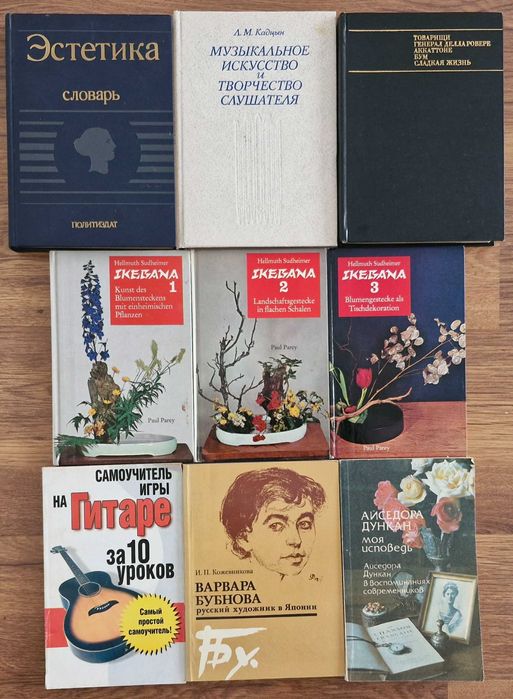 Эстетика
СЛОВАРЬ
ПОЛИТИЗДАТ
Л. М. Кадцын
МУЗЫКАЛЬНОЕ
ИСКУССТВО
И
ТВОРЧЕСТВО
СЛУШАТЕЛЯ
ТОВАРИЩИ
ГЕНЕРАЛ ДЕЛЛА РОВЕРЕ
АККАТТОНЕ
БУМ
СЛАДКАЯ ЖИЗНЬ
Hellmuth Sudheimer
IKEBANA
1
Kunst des
Blumensteckens
mit einheimischen
Pflanzen
Paul Parey
Hellmuth Sudheimer
IKEBANA
2
Landschaftsgestecke
in flachen Schalen
Paul Parey
Hellmuth Sudheimer
IKEBANA
3
Blumengestecke als
Tischdekoration
Paul Parey
САМОУЧИТЕЛЬ
ИГРЫ
НА Гитаре
за 10
уроков
Самый
простой
самоучитель!
И. П. Кожевникова
ВАРВАРА
БУБНОВА
русский художник в Японии
АЙСЕДОРА
ДУНКАН
МОЯ
ИСПОВЕДЬ
Айседора
Дункан
в воспоминаниях
современников